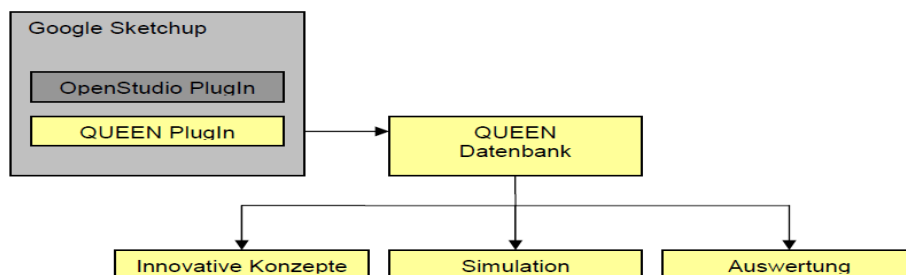 Google Sketchup
OpenStudio PlugIn
QUEEN PlugIn
QUEEN
Datenbank
Innovative Konzepte
Simulation
Auswertung